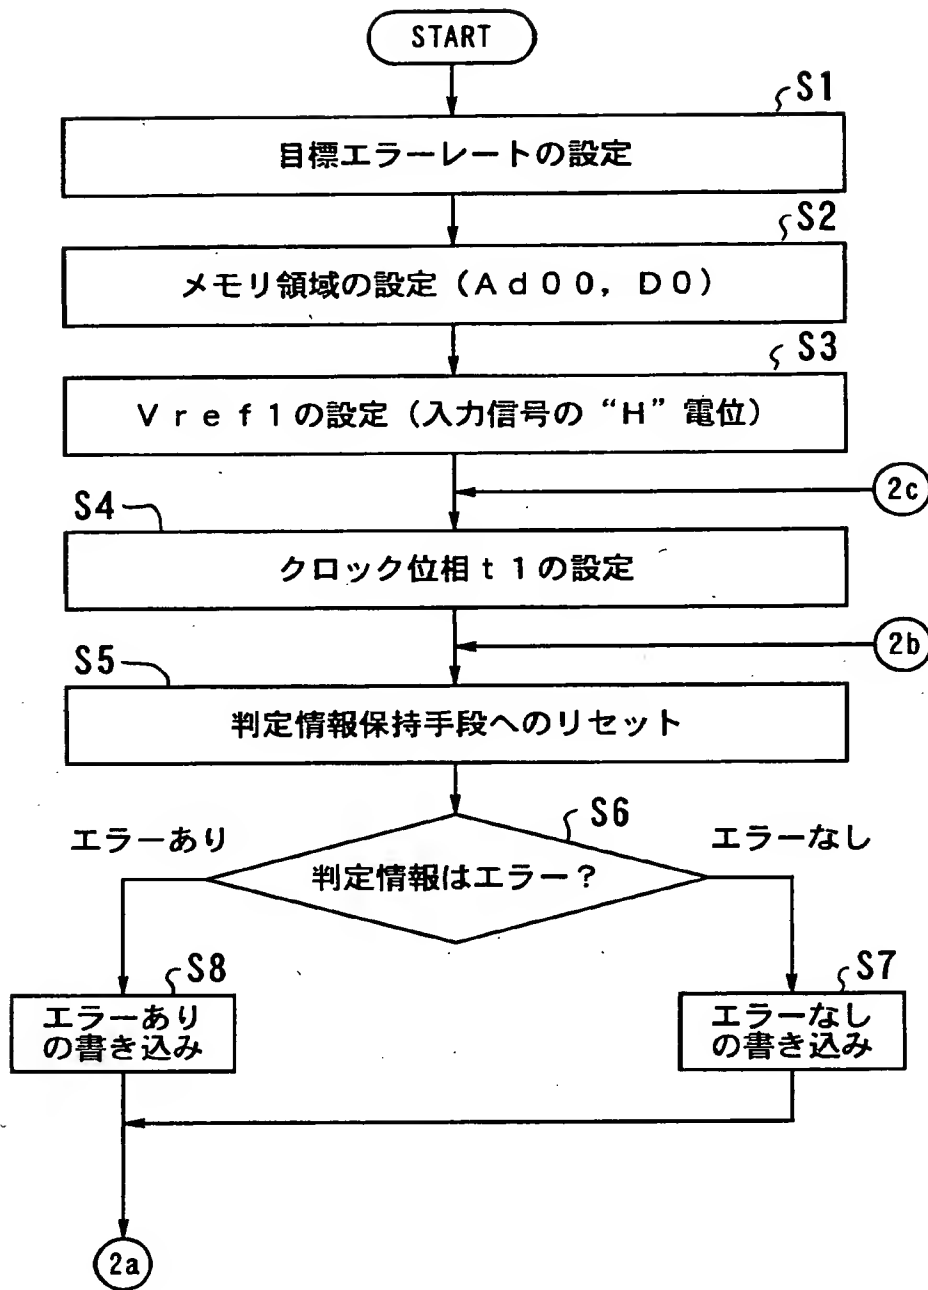 START
S1
目標エラーレートの設定
S2
メモリ領域の設定（Ａｄ００，Ｄ０）
S3
Ｖｒｅｆ１の設定（入力信号の“Ｈ”電位）
2c
S4
クロック位相ｔ１の設定
2b
S5
判定情報保持手段へのリセット
S6
エラーあり
エラーなし
判定情報はエラー？
S8
S7
エラーあり
の書き込み
エラーなし
の書き込み
2a